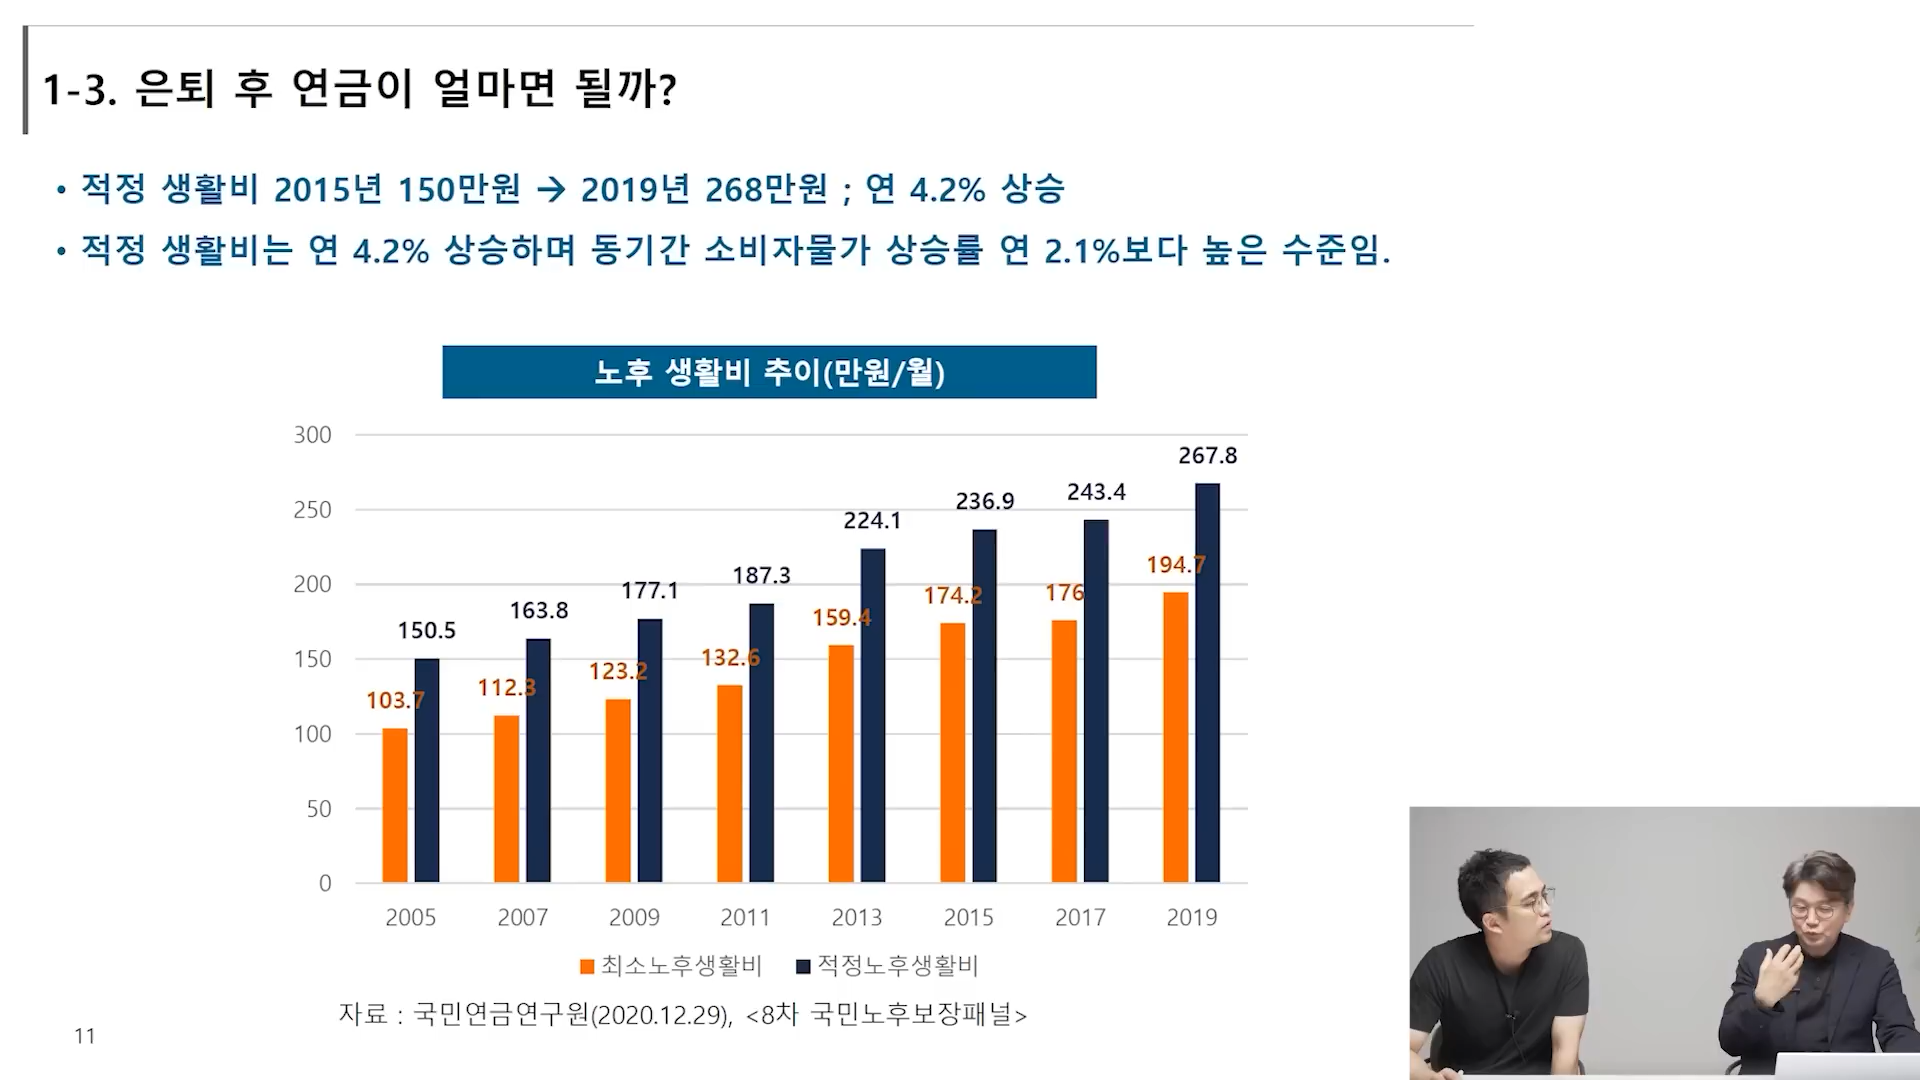 1-3. 은퇴 후 연금이 얼마면 될까?
• 적정 생활비 2015년 150만원 → 2019년 268만원 ; 연 4.2% 상승
• 적정 생활비는 연 4.2% 상승하며 동기간 소비자물가 상승률 연 2.1%보다 높은 수준임.
노후 생활비 추이(만원/월)
300
250
200
150
100
50
0
103.7 150.5
112.3 163.8
123.2 177.1
132.6 187.3
159.4 224.1
174.2 236.9
176 243.4
194.7 267.8
2005 2007 2009 2011 2013 2015 2017 2019
최소노후생활비 적정노후생활비
자료 : 국민연금연구원(2020.12.29), <8차 국민노후보장패널>
11